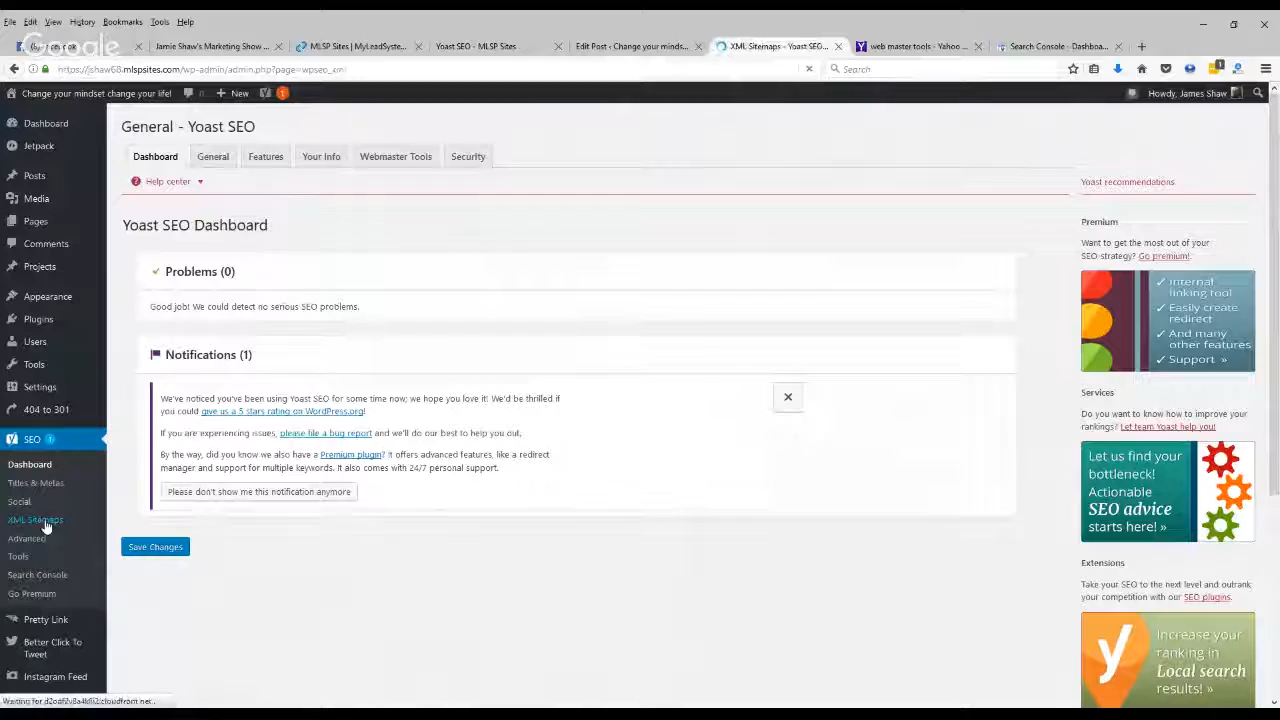 File Edit View History Bookmarks Tools Help
Google
Jamie Shaw's Marketing Show ...
MLSP Sites | MyLeadSyste...
Yoast SEO - MLSP Sites
Edit Post ‹ Change your minds...
XML Sitemaps - Yoast SEO...
web master tools - Yahoo ...
Search Console - Dashboa...
https://jshaw68.mlspsites.com/wp-admin/admin.php?page=wpseo_xml
Search
Change your mindset change your life!
New
1
Howdy, James Shaw
Dashboard
Jetpack
Posts
Media
Pages
Comments
Projects
Appearance
Plugins
Users
Tools
Settings
404 to 301
SEO 1
Dashboard
Titles & Metas
Social
XML Sitemaps
Advanced
Tools
Search Console
Go Premium
Pretty Link
Better Click To
Tweet
Instagram Feed
General - Yoast SEO
Dashboard General Features Your Info Webmaster Tools Security
Help center
Yoast SEO Dashboard
Problems (0)
Good job! We could detect no serious SEO problems.
Notifications (1)
We've noticed you've been using Yoast SEO for some time now; we hope you love it! We'd be thrilled if
you could give us a 5 stars rating on WordPress.org!
If you are experiencing issues, please file a bug report and we'll do our best to help you out.
By the way, did you know we also have a Premium plugin? It offers advanced features, like a redirect
manager and support for multiple keywords. It also comes with 24/7 personal support.
Please don't show me this notification anymore
Save Changes
Yoast recommendations
Premium
Want to get the most out of your
SEO strategy? Go premium!
Internal
linking tool
Easily create
redirect
And many
other features
Support »
Services
Do you want to know how to improve your
rankings? Let team Yoast help you!
Let us find your
bottleneck!
Actionable
SEO advice
starts here! »
Extensions
Take your SEO to the next level and outrank
your competition with our SEO plugins.
Increase your
ranking in
Local search
results! »